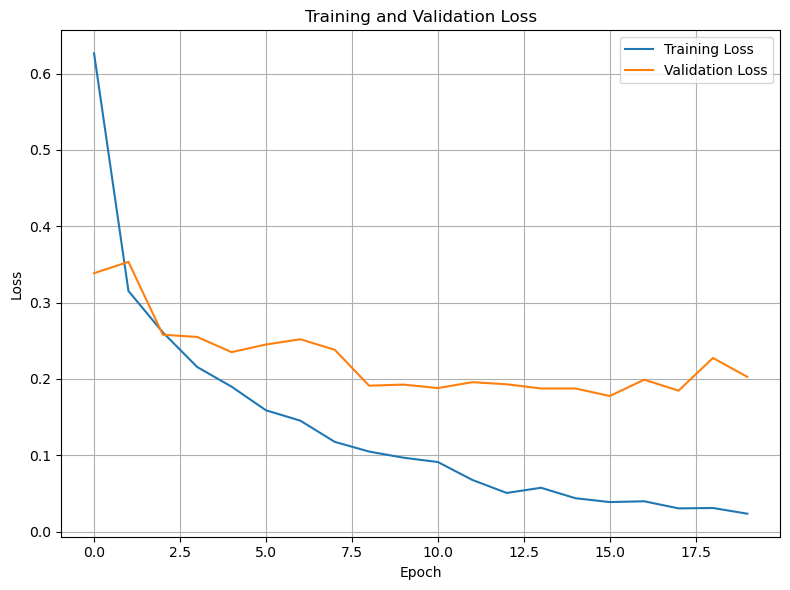 Training and Validation Loss
Training Loss
Validation Loss
Loss
0.6
0.5
0.4
0.3
0.2
0.1
0.0
0.0 2.5 5.0 7.5 10.0 12.5 15.0 17.5
Epoch